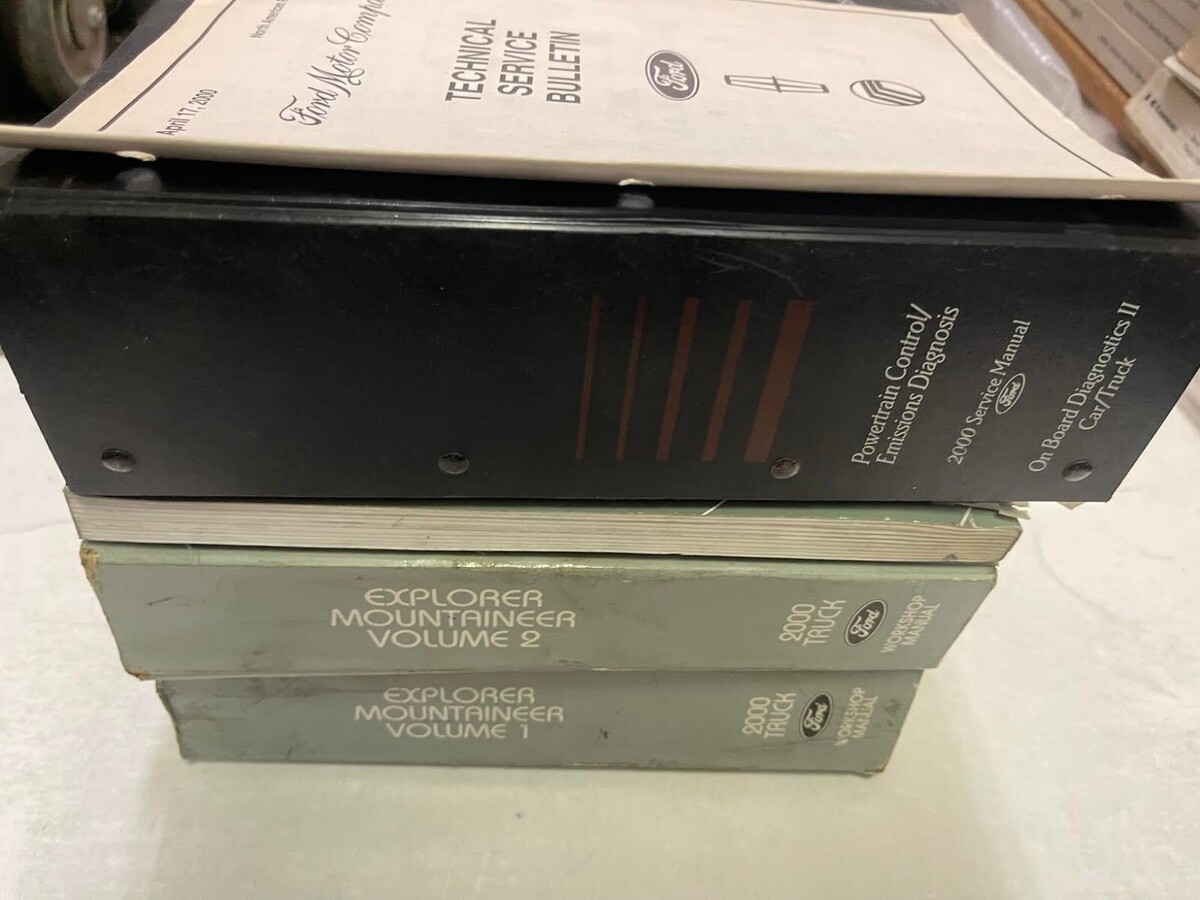 North American
Ford Motor Company
April 17, 2000
TECHNICAL
SERVICE
BULLETIN
Ford
Powertrain Control/
Emissions Diagnosis
2000 Service Manual
Ford
On Board Diagnostics II
Car/Truck
EXPLORER
MOUNTAINEER
VOLUME 2
2000
TRUCK
Ford
WORKSHOP
MANUAL
EXPLORER
MOUNTAINEER
VOLUME 1
2000
TRUCK
Ford
WORKSHOP
MANUAL